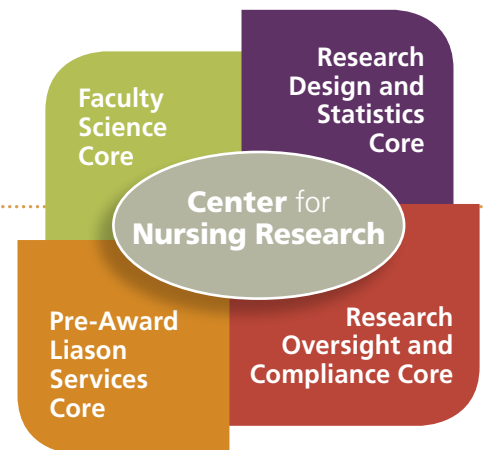 Faculty
Science
Core
Research
Design and
Statistics
Core
Center for
Nursing Research
Pre-Award
Liason
Services
Core
Research
Oversight and
Compliance Core